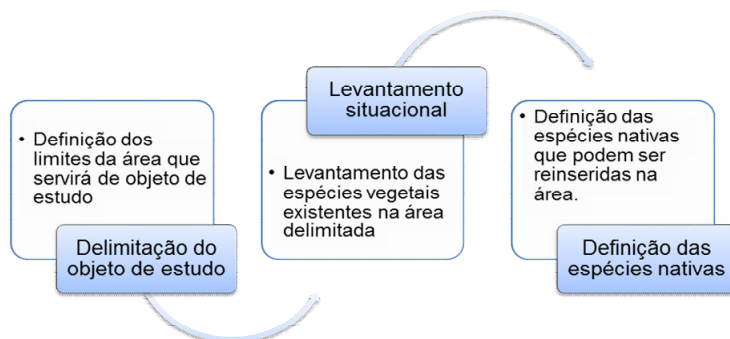 • Definição dos
limites da área que
servirá de objeto de
estudo
Delimitação do
objeto de estudo
Levantamento
situacional
• Levantamento das
espécies vegetais
existentes na área
delimitada
• Definição das
espécies nativas
que podem ser
reinseridas na
área.
Definição das
espécies nativas